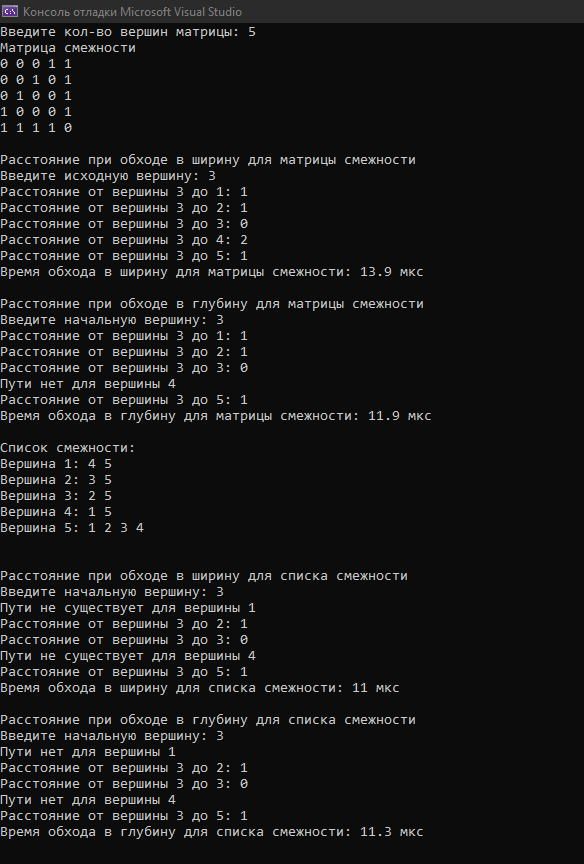 Консоль отладки Microsoft Visual Studio
Введите кол-во вершин матрицы: 5
Матрица смежности
0 0 0 1 1
0 0 1 0 1
0 1 0 0 1
1 0 0 0 1
1 1 1 1 0
Расстояние при обходе в ширину для матрицы смежности
Введите исходную вершину: 3
Расстояние от вершины 3 до 1: 1
Расстояние от вершины 3 до 2: 1
Расстояние от вершины 3 до 3: 0
Расстояние от вершины 3 до 4: 2
Расстояние от вершины 3 до 5: 1
Время обхода в ширину для матрицы смежности: 13.9 мкс
Расстояние при обходе в глубину для матрицы смежности
Введите начальную вершину: 3
Расстояние от вершины 3 до 1: 1
Расстояние от вершины 3 до 2: 1
Расстояние от вершины 3 до 3: 0
Пути нет для вершины 4
Расстояние от вершины 3 до 5: 1
Время обхода в глубину для матрицы смежности: 11.9 мкс
Список смежности:
Вершина 1: 4 5
Вершина 2: 3 5
Вершина 3: 2 5
Вершина 4: 1 5
Вершина 5: 1 2 3 4
Расстояние при обходе в ширину для списка смежности
Введите начальную вершину: 3
Пути не существует для вершины 1
Расстояние от вершины 3 до 2: 1
Расстояние от вершины 3 до 3: 0
Пути не существует для вершины 4
Расстояние от вершины 3 до 5: 1
Время обхода в ширину для списка смежности: 11 мкс
Расстояние при обходе в глубину для списка смежности
Введите начальную вершину: 3
Пути нет для вершины 1
Расстояние от вершины 3 до 2: 1
Расстояние от вершины 3 до 3: 0
Пути нет для вершины 4
Расстояние от вершины 3 до 5: 1
Время обхода в глубину для списка смежности: 11.3 мкс